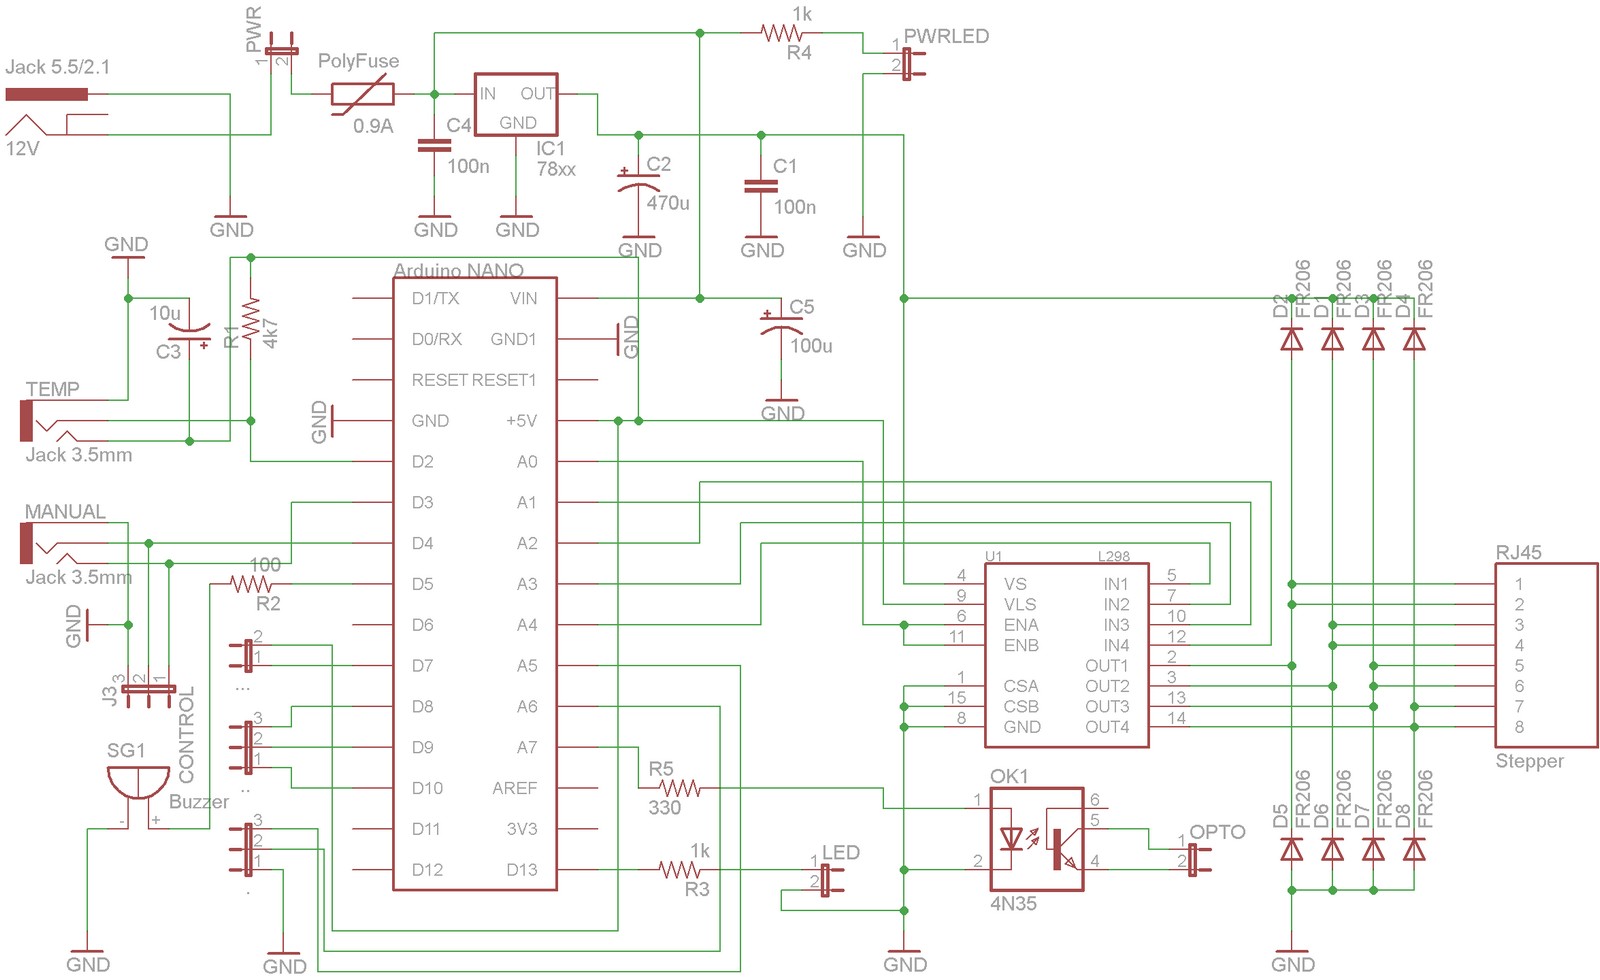 Jack 5.5/2.1
12V
GND
PWR
1
2
PolyFuse
0.9A
C4
100n
GND
IN
OUT
GND
IC1
78xx
GND
C2
470u
GND
C1
100n
GND
1k
R4
PWRLED
1
2
GND
GND
10u
C3
R1
4k7
TEMP
Jack 3.5mm
MANUAL
Jack 3.5mm
GND
100
R2
J3
3
2
1
CONTROL
SG1
Buzzer
-
+
GND
2
1
...
3
2
1
..
3
2
1
.
GND
Arduino NANO
D1/TX
VIN
D0/RX
GND1
GND
RESET
RESET1
GND
GND
+5V
D2
A0
D3
A1
D4
A2
D5
A3
D6
A4
D7
A5
D8
A6
D9
A7
D10
AREF
D11
3V3
D12
D13
C5
100u
GND
R5
330
1k
R3
LED
1
2
GND
U1
L298
4
VS
IN1
5
9
VLS
IN2
7
6
ENA
IN3
10
11
ENB
IN4
12
OUT1
2
1
CSA
OUT2
3
15
CSB
OUT3
13
8
GND
OUT4
14
OK1
1
2
6
5
4
4N35
OPTO
1
2
D2
FR206
D1
FR206
D3
FR206
D4
FR206
RJ45
1
2
3
4
5
6
7
8
Stepper
D5
FR206
D6
FR206
D7
FR206
D8
FR206
GND